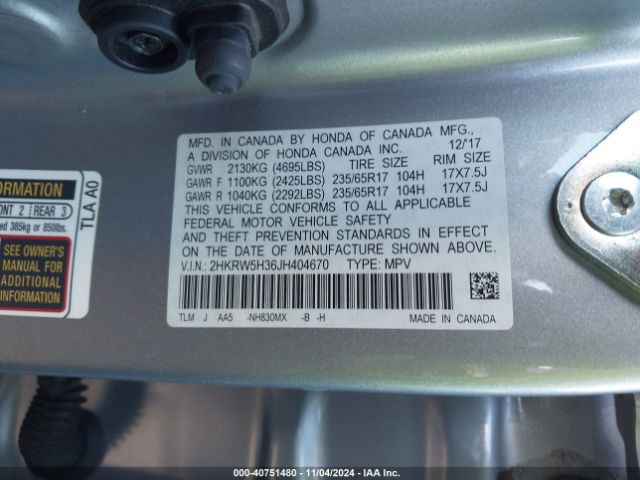 MFD. IN CANADA BY HONDA OF CANADA MFG.,
A DIVISION OF HONDA CANADA INC. 12/'17
GVWR 2130KG (4695LBS) TIRE SIZE RIM SIZE
GAWR F 1100KG (2425LBS) 235/65R17 104H 17X7.5J
GAWR R 1040KG (2292LBS) 235/65R17 104H 17X7.5J
THIS VEHICLE CONFORMS TO ALL APPLICABLE
FEDERAL MOTOR VEHICLE SAFETY
AND THEFT PREVENTION STANDARDS IN EFFECT
ON THE DATE OF MANUFACTURE SHOWN ABOVE.
V.I.N.: 2HKRW5H36JH404670 TYPE: MPV
TLM J AA5 -NH830MX -B -H
MADE IN CANADA
TLA A0
2 REAR 3
385kg or 850lbs.
SEE OWNER'S
MANUAL FOR
ADDITIONAL
INFORMATION
000-40751480 - 11/04/2024 - IAA Inc.